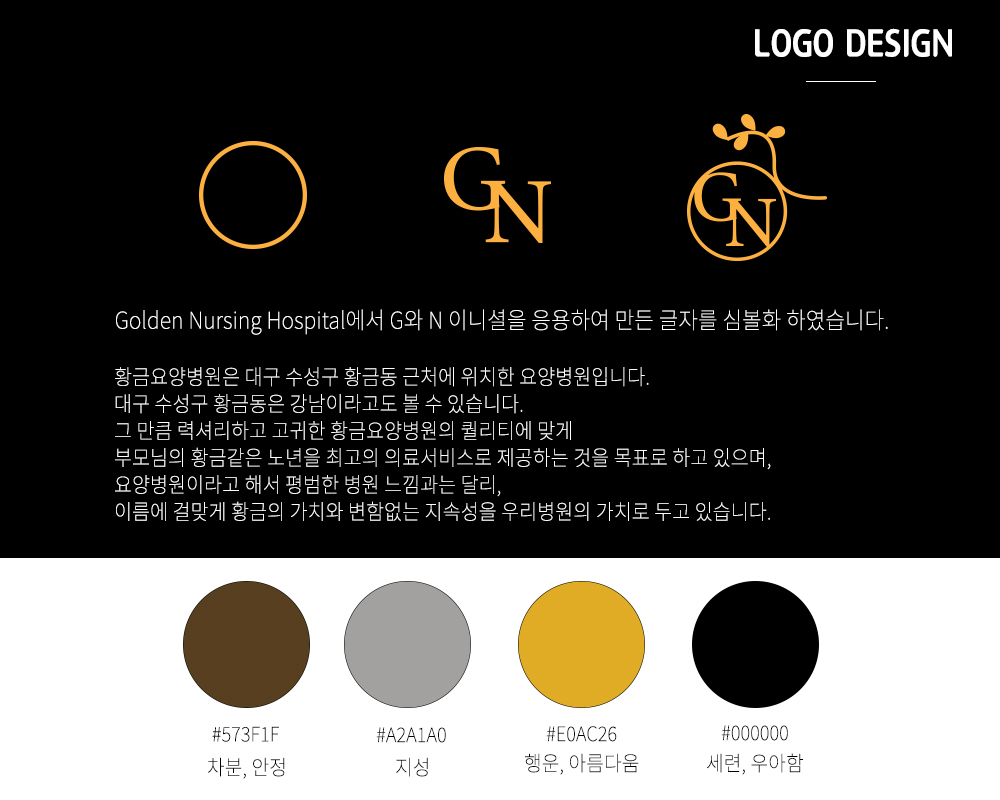 LOGO DESIGN
GN
GN
Golden Nursing Hospital에서 G와 N 이니셜을 응용하여 만든 글자를 심볼화 하였습니다.
황금요양병원은 대구 수성구 황금동 근처에 위치한 요양병원입니다.
대구 수성구 황금동은 강남이라고도 볼 수 있습니다.
그 만큼 럭셔리하고 고귀한 황금요양병원의 퀄리티에 맞게
부모님의 황금같은 노년을 최고의 의료서비스로 제공하는 것을 목표로 하고 있으며,
요양병원이라고 해서 평범한 병원 느낌과는 달리,
이름에 걸맞게 황금의 가치와 변함없는 지속성을 우리병원의 가치로 두고 있습니다.
#573F1F
#A2A1A0
#E0AC26
#000000
차분, 안정
지성
행운, 아름다움
세련, 우아함